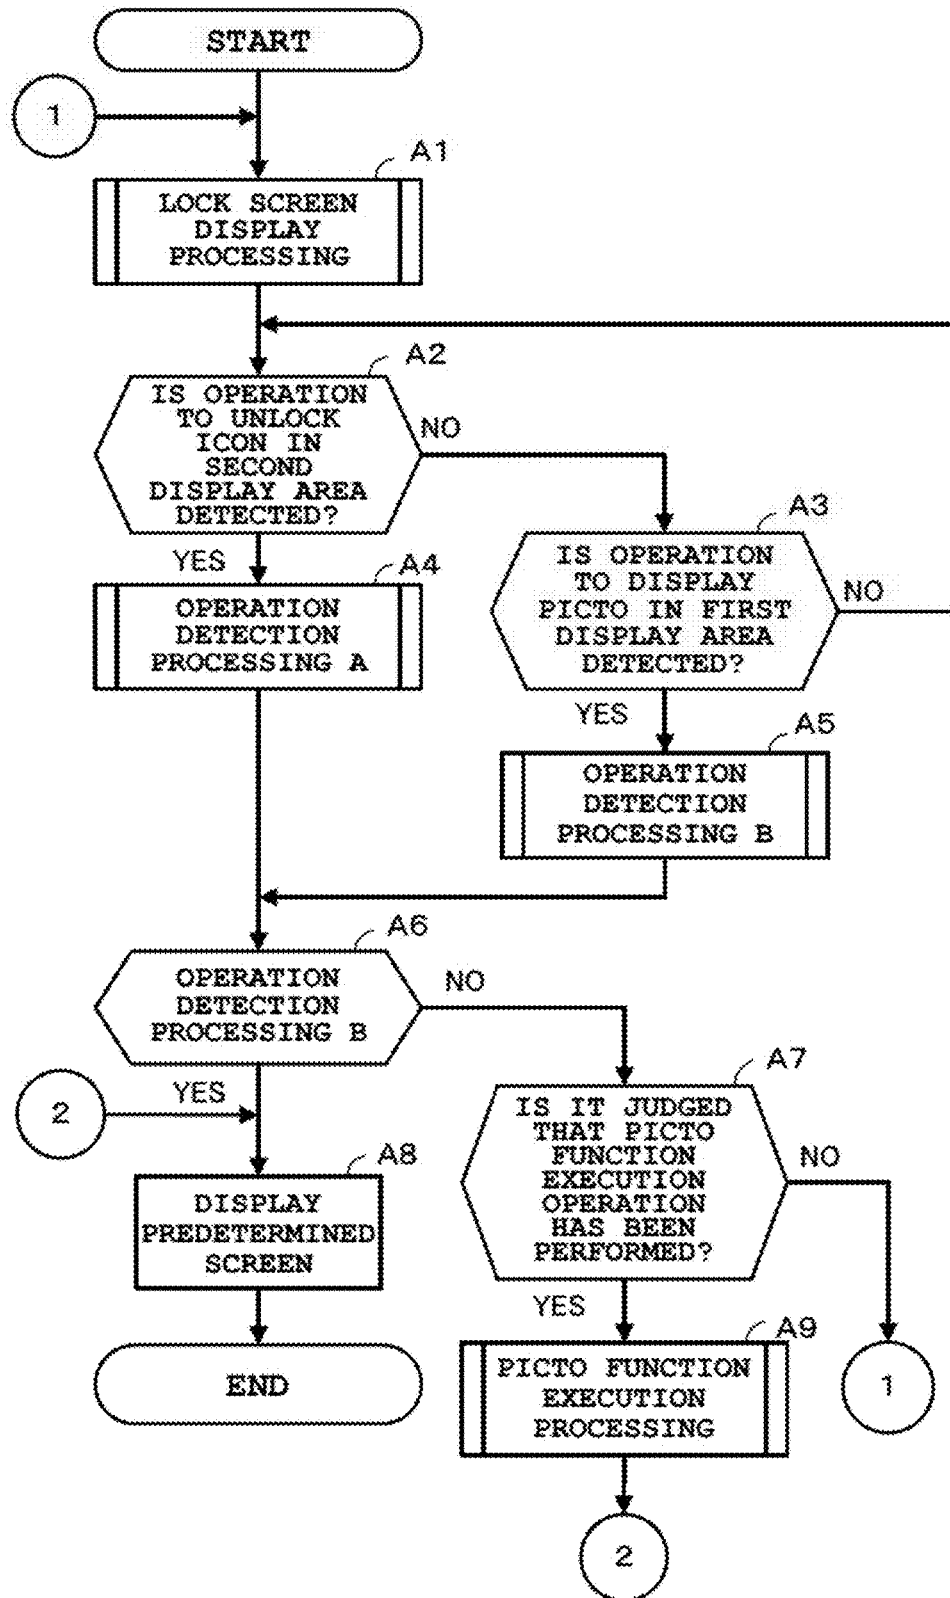 START
1
A1
LOCK SCREEN
DISPLAY
PROCESSING
A2
IS OPERATION
TO UNLOCK
ICON IN
SECOND
DISPLAY AREA
DETECTED?
NO
YES
A3
IS OPERATION
TO DISPLAY
PICTO IN FIRST
DISPLAY AREA
DETECTED?
NO
YES
A4
OPERATION
DETECTION
PROCESSING A
A5
OPERATION
DETECTION
PROCESSING B
A6
OPERATION
DETECTION
PROCESSING B
NO
YES
2
A7
IS IT JUDGED
THAT PICTO
FUNCTION
EXECUTION
OPERATION
HAS BEEN
PERFORMED?
NO
YES
A8
DISPLAY
PREDETERMINED
SCREEN
END
A9
PICTO FUNCTION
EXECUTION
PROCESSING
1
2